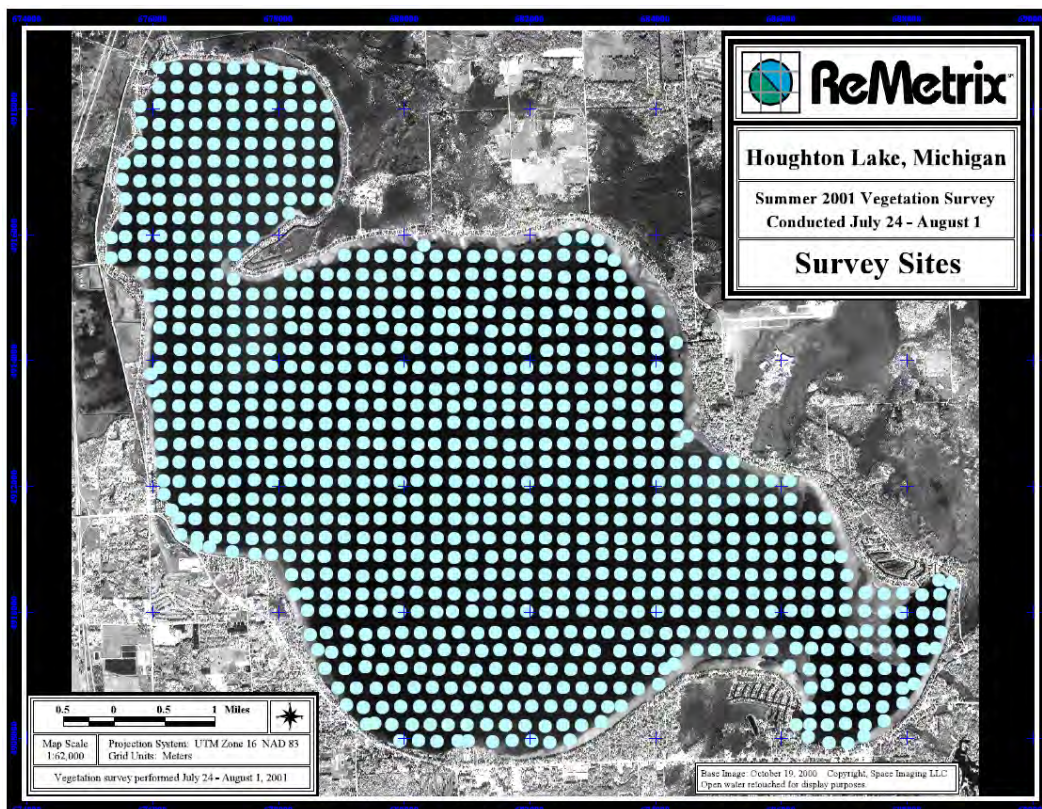 ReMetrix
Houghton Lake, Michigan
Summer 2001 Vegetation Survey
Conducted July 24 - August 1
Survey Sites
0.5 0 0.5 1 Miles
Map Scale
1:62,000
Projection System: UTM Zone 16 NAD 83
Grid Units: Meters
Vegetation survey performed July 24 - August 1, 2001
Base Image: October 19, 2000 Copyright, Space Imaging LLC
Open water retouched for display purposes.